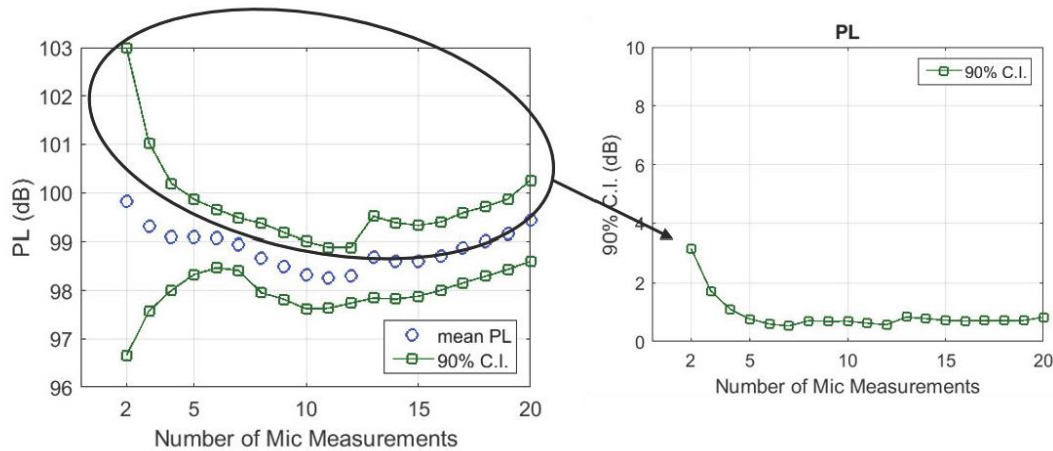 103
102
101
100
99
98
97
96
PL (dB)
2 5 10 15 20
Number of Mic Measurements
mean PL
90% C.I.
PL
10
8
6
4
2
0
90% C.I. (dB)
2 5 10 15 20
Number of Mic Measurements
90% C.I.